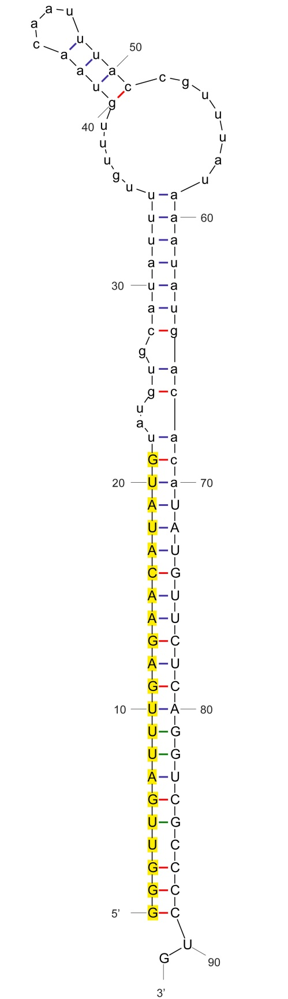 a u
a
u
c
50
a u
a a
c g
u c
u
g
u
40
u
u
u
u a
g u
u
u a
u a 60
u a
a u
30 u a
a u
c g
g
u a
g c
u
a
u a
G c
20 U a 70
A U
U A
A U
C G
A U
A U
G C
A U
G C
10 U A 80
U G
U G
A U
G C
U G
U C
G C
G C
5' G C
U
G 90
3'